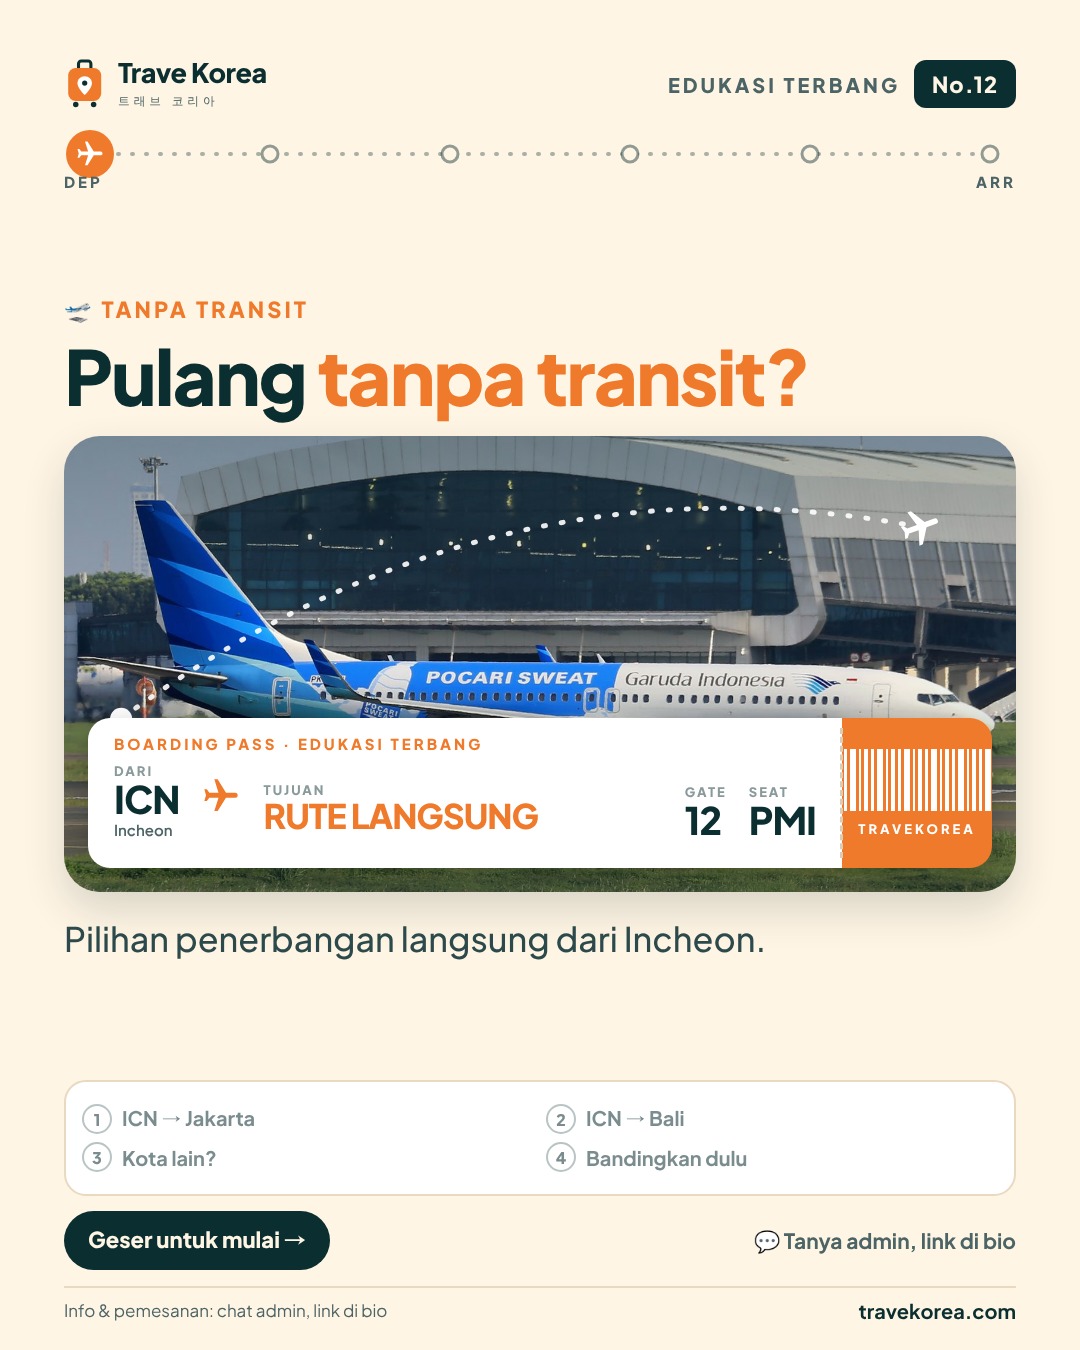 Trave Korea
트래브 코리아
EDUKASI TERBANG
No.12
DEP
ARR
TANPA TRANSIT
Pulang tanpa transit?
POCARI SWEAT
Garuda Indonesia
POCARI
SWEAT
BOARDING PASS · EDUKASI TERBANG
DARI
ICN
Incheon
TUJUAN
RUTE LANGSUNG
GATE
12
SEAT
PMI
TRAVEKOREA
Pilihan penerbangan langsung dari Incheon.
1 ICN → Jakarta
2 ICN → Bali
3 Kota lain?
4 Bandingkan dulu
Geser untuk mulai →
Tanya admin, link di bio
Info & pemesanan: chat admin, link di bio
travekorea.com